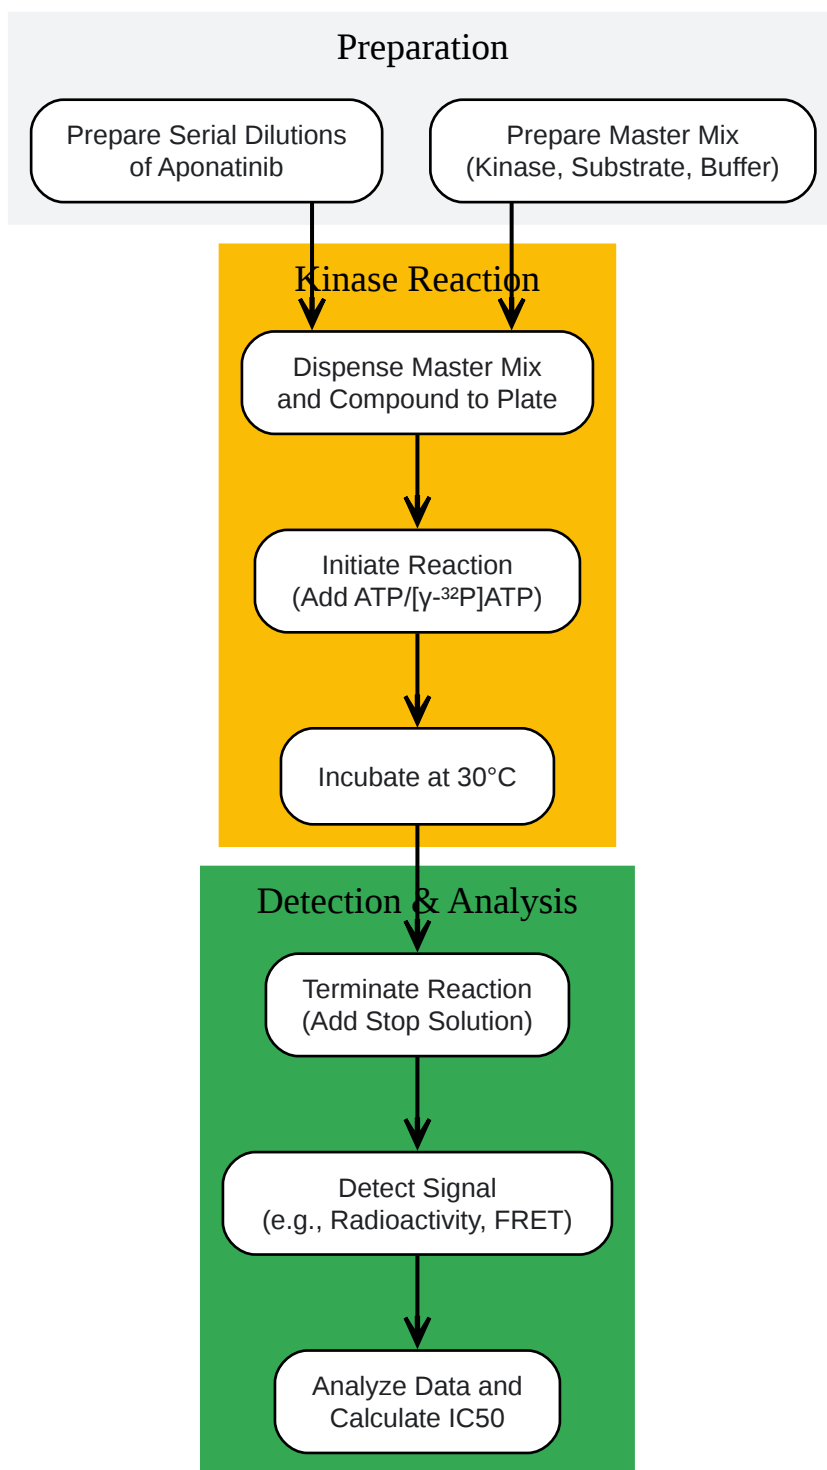 Preparation
Prepare Serial Dilutions
of Aponatinib
Prepare Master Mix
(Kinase, Substrate, Buffer)
Kinase Reaction
Dispense Master Mix
and Compound to Plate
Initiate Reaction
(Add ATP/[γ-³²P]ATP)
Incubate at 30°C
Detection & Analysis
Terminate Reaction
(Add Stop Solution)
Detect Signal
(e.g., Radioactivity, FRET)
Analyze Data and
Calculate IC50